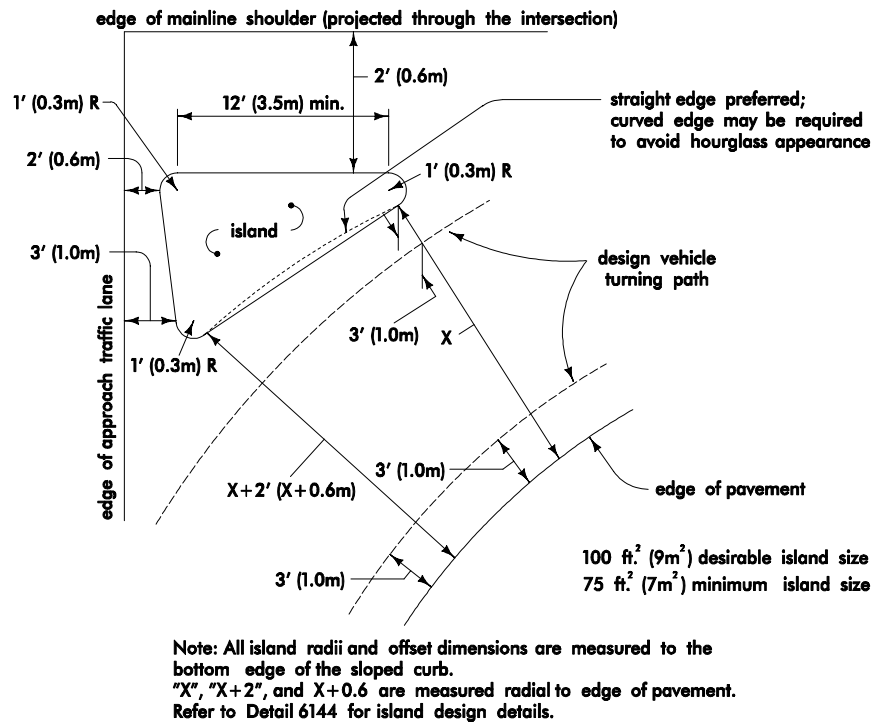 edge of mainline shoulder (projected through the intersection)
2' (0.6m)
1' (0.3m) R
12' (3.5m) min.
straight edge preferred;
curved edge may be required
to avoid hourglass appearance
2' (0.6m)
1' (0.3m) R
island
3' (1.0m)
design vehicle
turning path
edge of approach traffic lane
3' (1.0m)
X
1' (0.3m) R
3' (1.0m)
X+2' (X+0.6m)
edge of pavement
3' (1.0m)
100 ft.² (9m²) desirable island size
75 ft.² (7m²) minimum island size
Note: All island radii and offset dimensions are measured to the
bottom edge of the sloped curb.
"X", "X+2", and X+0.6 are measured radial to edge of pavement.
Refer to Detail 6144 for island design details.